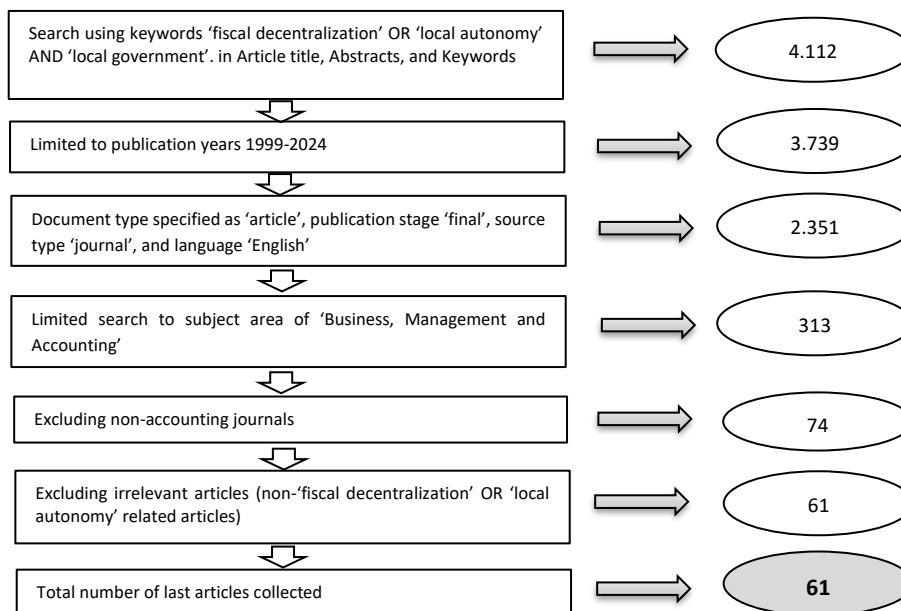 Search using keywords ‘fiscal decentralization’ OR ‘local autonomy’
AND ‘local government’. in Article title, Abstracts, and Keywords
4.112
Limited to publication years 1999-2024
3.739
Document type specified as ‘article’, publication stage ‘final’, source
type ‘journal’, and language ‘English’
2.351
Limited search to subject area of ‘Business, Management and
Accounting’
313
Excluding non-accounting journals
74
Excluding irrelevant articles (non-‘fiscal decentralization’ OR ‘local
autonomy’ related articles)
61
Total number of last articles collected
61